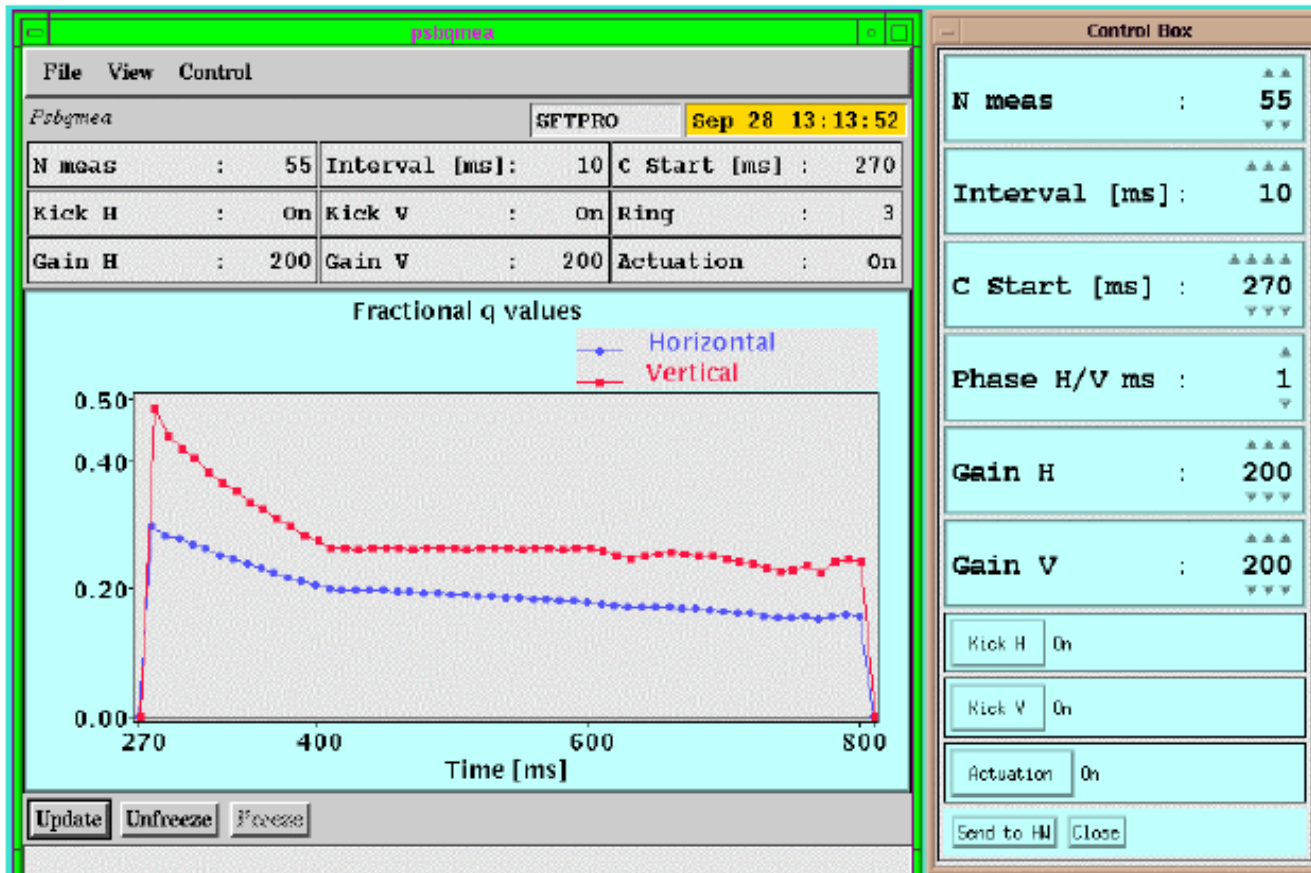 psbqmea
File View Control
Psbqmea SFTPRO Sep 28 13:13:52
N meas : 55 Interval [ms]: 10 C Start [ms] : 270
Kick H : On Kick V : On Ring : 3
Gain H : 200 Gain V : 200 Actuation : On
Fractional q values
Horizontal
Vertical
0.50
0.40
0.20
0.00
270 400 600 800
Time [ms]
Update Unfreeze Freeze
Control Box
N meas : 55
Interval [ms]: 10
C Start [ms] : 270
Phase H/V ms : 1
Gain H : 200
Gain V : 200
Kick H On
Kick V On
Actuation On
Send to HW Close